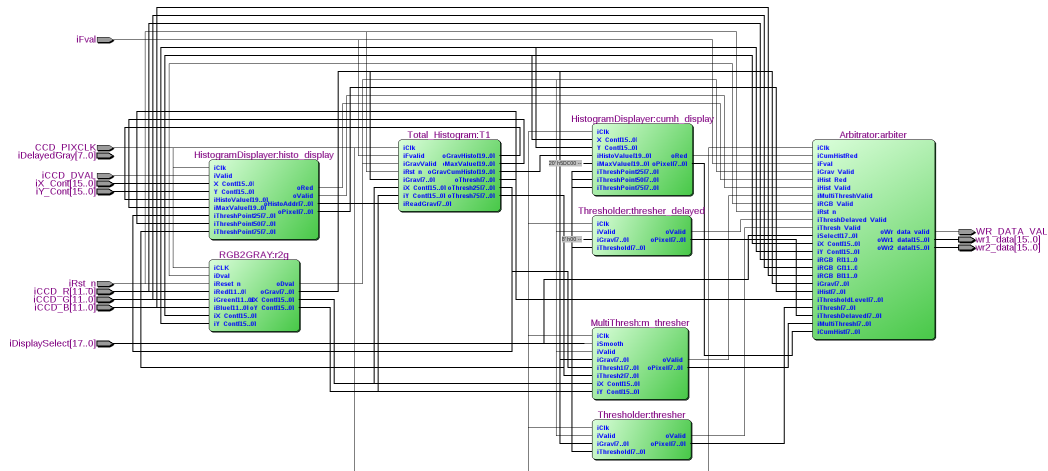 iFval
CCD_PIXCLK
iDelayedGray[7..0]
iCCD_DVAL
iX_Cont[15..0]
iY_Cont[15..0]
iRst_n
iCCD_R[11..0]
iCCD_G[11..0]
iCCD_B[11..0]
iDisplaySelect[17..0]
HistogramDisplayer:histo_display
iClk
iValid
X_Cont[15..0]
Y_Cont[15..0]
iHistoValue[19..0]
iMaxValue[19..0]
iThreshPoint25[7..0]
iThreshPoint50[7..0]
iThreshPoint75[7..0]
oRed
oValid
oHistoAddr[7..0]
oPixel[7..0]
RGB2GRAY:r2g
iCLK
iDval
iReset_n
iRed[11..0]
iGreen[11..0]
iBlue[11..0]
iX_Cont[15..0]
iY_Cont[15..0]
oDval
oGray[7..0]
oX_Cont[15..0]
oY_Cont[15..0]
Total_Histogram:T1
iClk
iFvalid
iGrayValid
iRst_n
iGray[7..0]
iX_Cont[15..0]
iY_Cont[15..0]
iReadGray[7..0]
oGrayHisto[19..0]
oMaxValue[19..0]
oGrayCumHisto[19..0]
oThresh[7..0]
oThresh25[7..0]
oThresh75[7..0]
HistogramDisplayer:cumh_display
iClk
X_Cont[15..0]
Y_Cont[15..0]
iHistoValue[19..0]
iMaxValue[19..0]
iThreshPoint25[7..0]
iThreshPoint50[7..0]
iThreshPoint75[7..0]
oRed
oPixel[7..0]
Thresholder:thresher_delayed
iClk
iValid
iGray[7..0]
iThreshold[7..0]
oValid
oPixel[7..0]
MultiThresh:m_thresher
iClk
iSmooth
iValid
iGray[7..0]
iThresh1[7..0]
iThresh2[7..0]
iX_Cont[15..0]
iY_Cont[15..0]
oValid
oPixel[7..0]
Thresholder:thresher
iClk
iValid
iGray[7..0]
iThreshold[7..0]
oValid
oPixel[7..0]
Arbitrator:arbiter
iClk
iCumHistRed
iFval
iGray_Valid
iHist_Red
iHist_Valid
iMultiThreshValid
iRGB_Valid
iRst_n
iThreshDelayed_Valid
iThresh_Valid
iSelect[17..0]
iX_Cont[15..0]
iY_Cont[15..0]
iRGB_R[11..0]
iRGB_G[11..0]
iRGB_B[11..0]
iGray[7..0]
iHist[7..0]
iThresholdLevel[7..0]
iThresh[7..0]
iThreshDelayed[7..0]
iMultiThresh[7..0]
iCumHist[7..0]
oWr_data_valid
oWr1_data[15..0]
oWr2_data[15..0]
WR_DATA_VAL
wr1_data[15..0]
wr2_data[15..0]